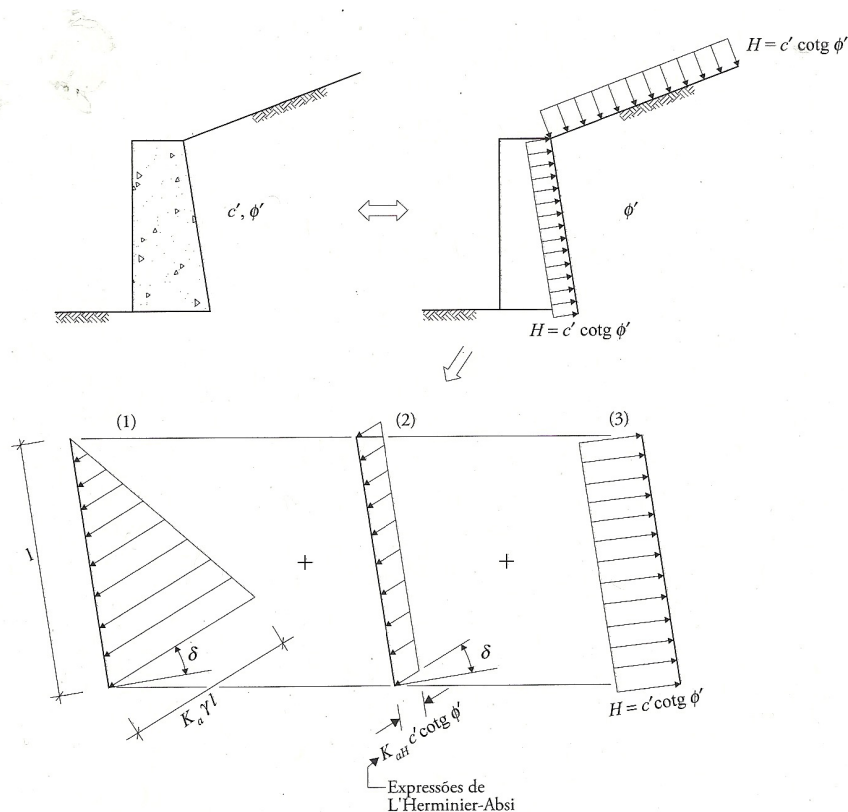 H = c′ cotg ϕ′
c′, ϕ′
ϕ′
H = c′ cotg ϕ′
(1)
(2)
(3)
l
+
+
δ
δ
K_a γ l
K_aH c′ cotg ϕ′
H = c′ cotg ϕ′
Expressões de
L'Herminier-Absi